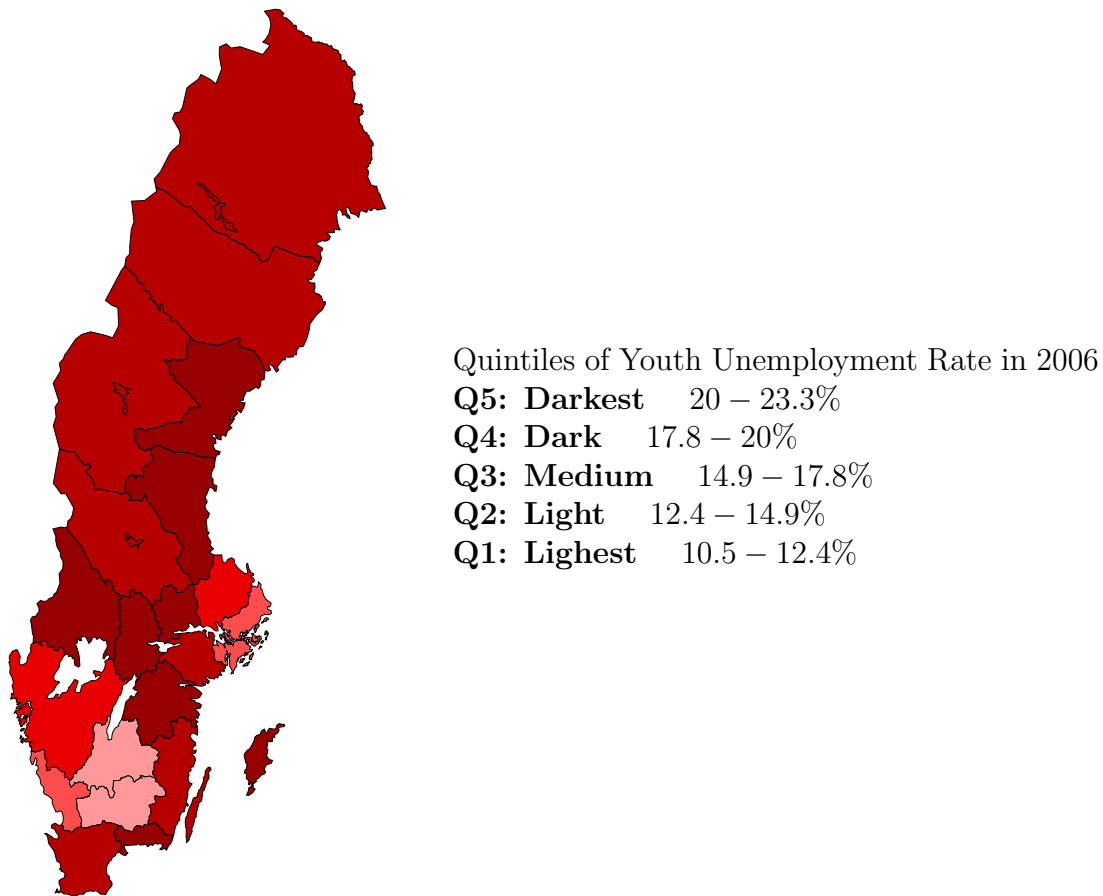 Quintiles of Youth Unemployment Rate in 2006
Q5: Darkest 20 – 23.3%
Q4: Dark 17.8 – 20%
Q3: Medium 14.9 – 17.8%
Q2: Light 12.4 – 14.9%
Q1: Lighest 10.5 – 12.4%